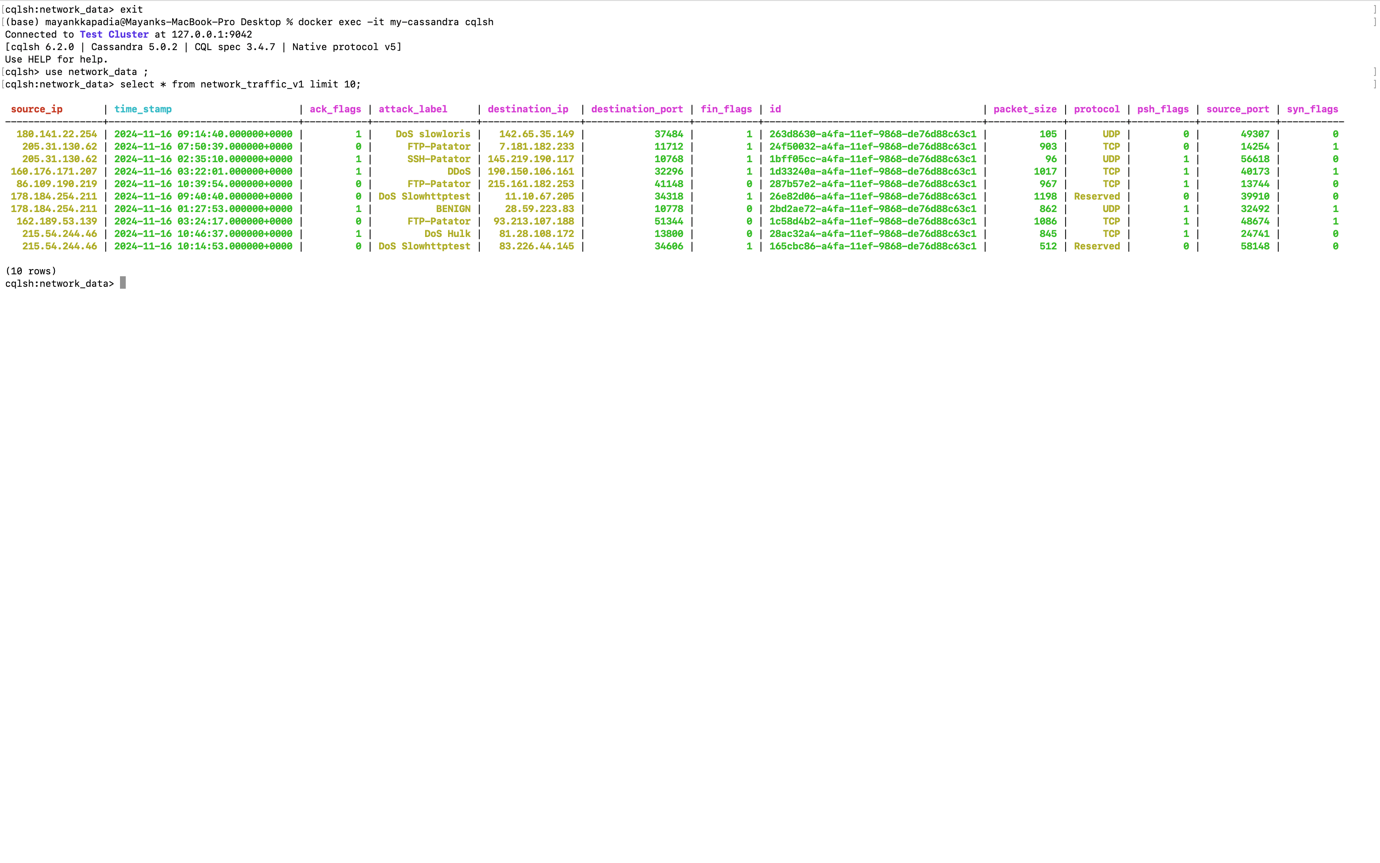 [cqlsh:network_data> exit ]
[(base) mayankkapadia@Mayanks-MacBook-Pro Desktop % docker exec -it my-cassandra cqlsh ]
Connected to Test Cluster at 127.0.0.1:9042
[cqlsh 6.2.0 | Cassandra 5.0.2 | CQL spec 3.4.7 | Native protocol v5]
Use HELP for help.
[cqlsh> use network_data ; ]
[cqlsh:network_data> select * from network_traffic_v1 limit 10; ]
source_ip | time_stamp | ack_flags | attack_label | destination_ip | destination_port | fin_flags | id | packet_size | protocol | psh_flags | source_port | syn_flags
180.141.22.254 | 2024-11-16 09:14:40.000000+0000 | 1 | DoS slowloris | 142.65.35.149 | 37484 | 1 | 263d8630-a4fa-11ef-9868-de76d88c63c1 | 105 | UDP | 0 | 49307 | 0
205.31.130.62 | 2024-11-16 07:50:39.000000+0000 | 0 | FTP-Patator | 7.181.182.233 | 11712 | 1 | 24f50032-a4fa-11ef-9868-de76d88c63c1 | 903 | TCP | 0 | 14254 | 1
205.31.130.62 | 2024-11-16 02:35:10.000000+0000 | 1 | SSH-Patator | 145.219.190.117 | 10768 | 1 | 1bff05cc-a4fa-11ef-9868-de76d88c63c1 | 96 | UDP | 1 | 56618 | 0
160.176.171.207 | 2024-11-16 03:22:01.000000+0000 | 1 | DDoS | 190.150.106.161 | 32296 | 1 | 1d33240a-a4fa-11ef-9868-de76d88c63c1 | 1017 | TCP | 1 | 40173 | 1
86.109.190.219 | 2024-11-16 10:39:54.000000+0000 | 0 | FTP-Patator | 215.161.182.253 | 41148 | 0 | 287b57e2-a4fa-11ef-9868-de76d88c63c1 | 967 | TCP | 1 | 13744 | 0
178.184.254.211 | 2024-11-16 09:40:40.000000+0000 | 0 | DoS Slowhttptest | 11.10.67.205 | 34318 | 1 | 26e82d06-a4fa-11ef-9868-de76d88c63c1 | 1198 | Reserved | 0 | 39910 | 0
178.184.254.211 | 2024-11-16 01:27:53.000000+0000 | 1 | BENIGN | 28.59.223.83 | 10778 | 0 | 2bd2ae72-a4fa-11ef-9868-de76d88c63c1 | 862 | UDP | 1 | 32492 | 1
162.189.53.139 | 2024-11-16 03:24:17.000000+0000 | 0 | FTP-Patator | 93.213.107.188 | 51344 | 0 | 1c58d4b2-a4fa-11ef-9868-de76d88c63c1 | 1086 | TCP | 1 | 48674 | 1
215.54.244.46 | 2024-11-16 10:46:37.000000+0000 | 1 | DoS Hulk | 81.28.108.172 | 13800 | 0 | 28ac32a4-a4fa-11ef-9868-de76d88c63c1 | 845 | TCP | 1 | 24741 | 0
215.54.244.46 | 2024-11-16 10:14:53.000000+0000 | 0 | DoS Slowhttptest | 83.226.44.145 | 34606 | 1 | 165cbc86-a4fa-11ef-9868-de76d88c63c1 | 512 | Reserved | 0 | 58148 | 0
(10 rows)
cqlsh:network_data>